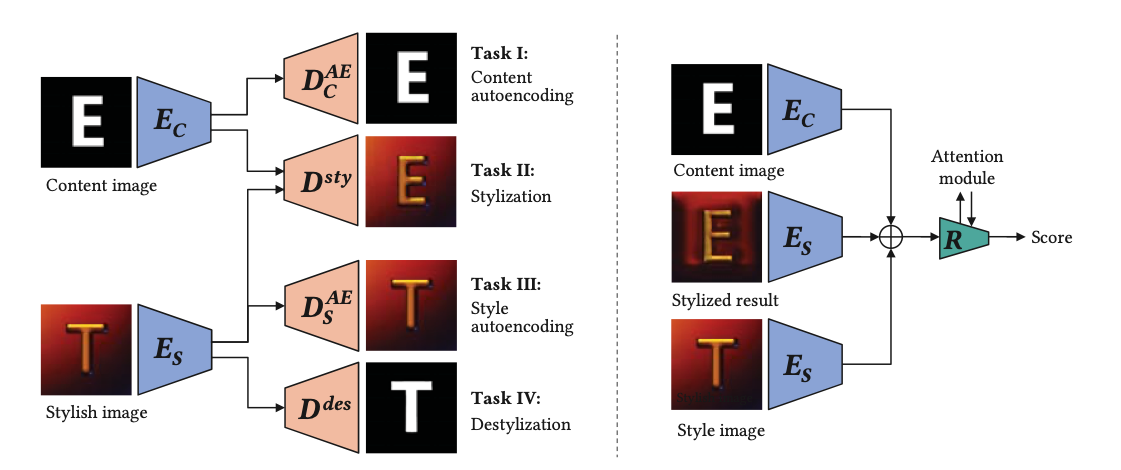 E
E_C
Content image
D_C^AE
E
Task I:
Content
autoencoding
D^sty
E
Task II:
Stylization
T
E_S
Stylish image
D_S^AE
T
Task III:
Style
autoencoding
D^des
T
Task IV:
Destylization
E
E_C
Content image
E
E_S
Stylized result
T
E_S
Style image
Attention
module
R
Score